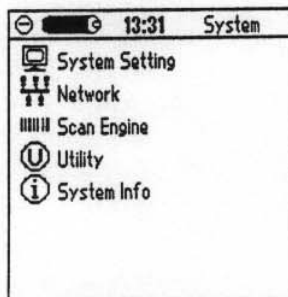 13:31 System
System Setting
Network
Scan Engine
U Utility
i System Info